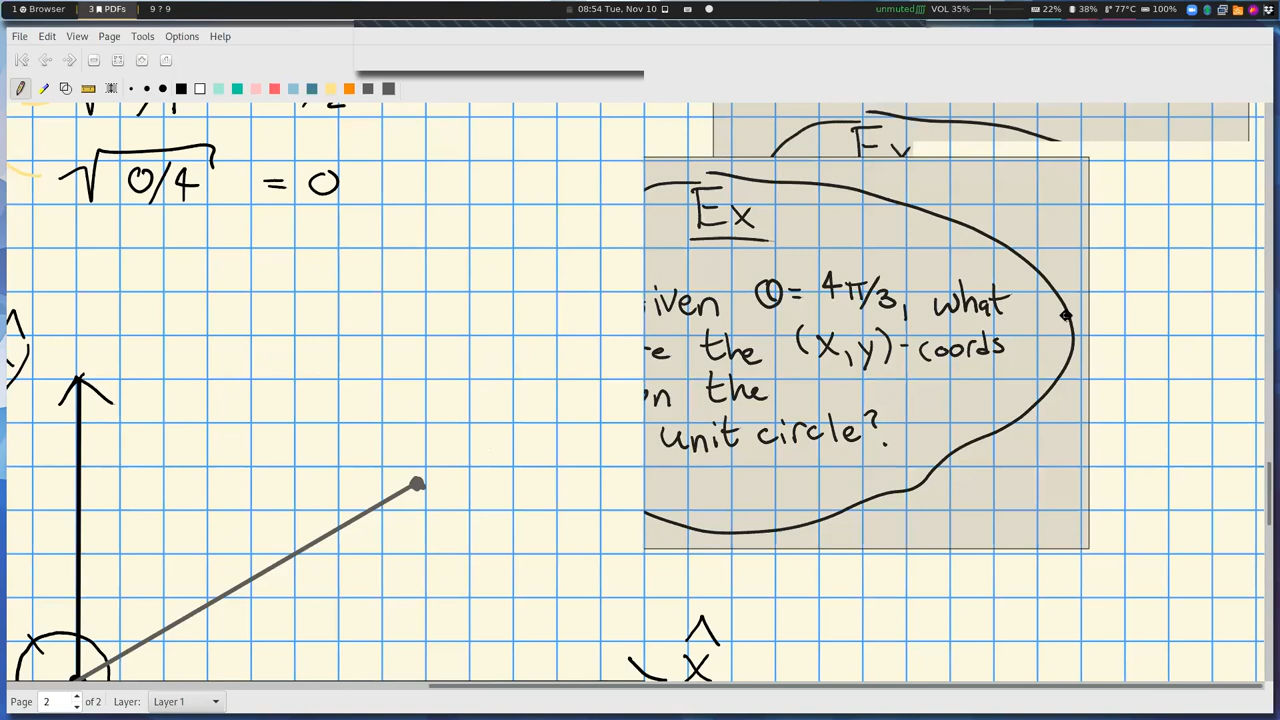 1 Browser 3 PDFs 9 ? 9 08:54 Tue, Nov 10 unmuted VOL 35% 22% 38% 77°C 100%
File Edit View Page Tools Options Help
√0/4 = 0
Ex
iven θ = 4π/3, what
e the (x,y)-coords
n the
unit circle?
x
Page 2 of 2 Layer: Layer 1